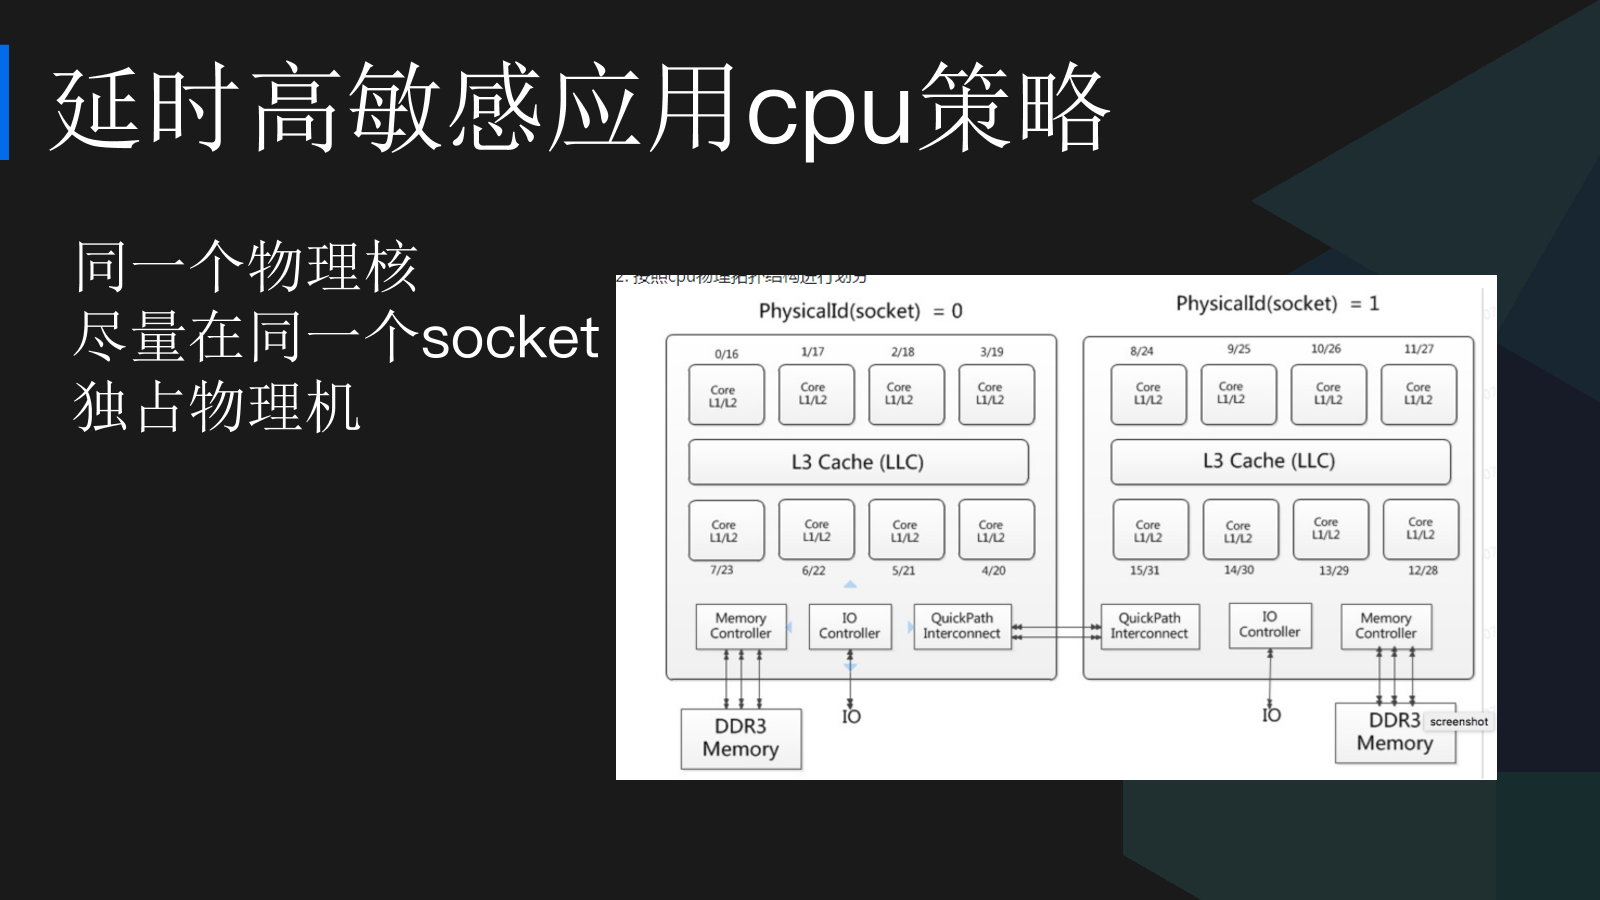 延时高敏感应用cpu策略
同一个物理核
尽量在同一个socket
独占物理机
2. 按照cpu物理拓扑结构进行划分
PhysicalId(socket) = 0
PhysicalId(socket) = 1
0/16 1/17 2/18 3/19
8/24 9/25 10/26 11/27
Core L1/L2 Core L1/L2 Core L1/L2 Core L1/L2
Core L1/L2 Core L1/L2 Core L1/L2 Core L1/L2
L3 Cache (LLC)
L3 Cache (LLC)
Core L1/L2 Core L1/L2 Core L1/L2 Core L1/L2
Core L1/L2 Core L1/L2 Core L1/L2 Core L1/L2
7/23 6/22 5/21 4/20
15/31 14/30 13/29 12/28
Memory Controller
IO Controller
QuickPath Interconnect
QuickPath Interconnect
IO Controller
Memory Controller
DDR3 Memory
IO
IO
DDR3 Memory
screenshot